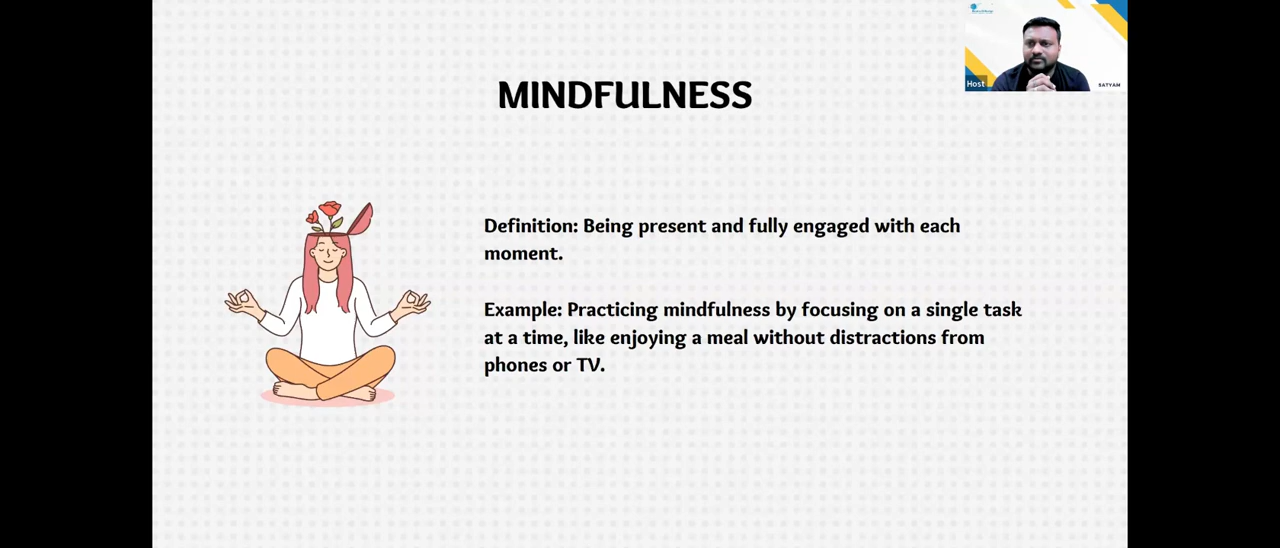 MINDFULNESS
Host
SATYAM
Definition: Being present and fully engaged with each
moment.
Example: Practicing mindfulness by focusing on a single task
at a time, like enjoying a meal without distractions from
phones or TV.